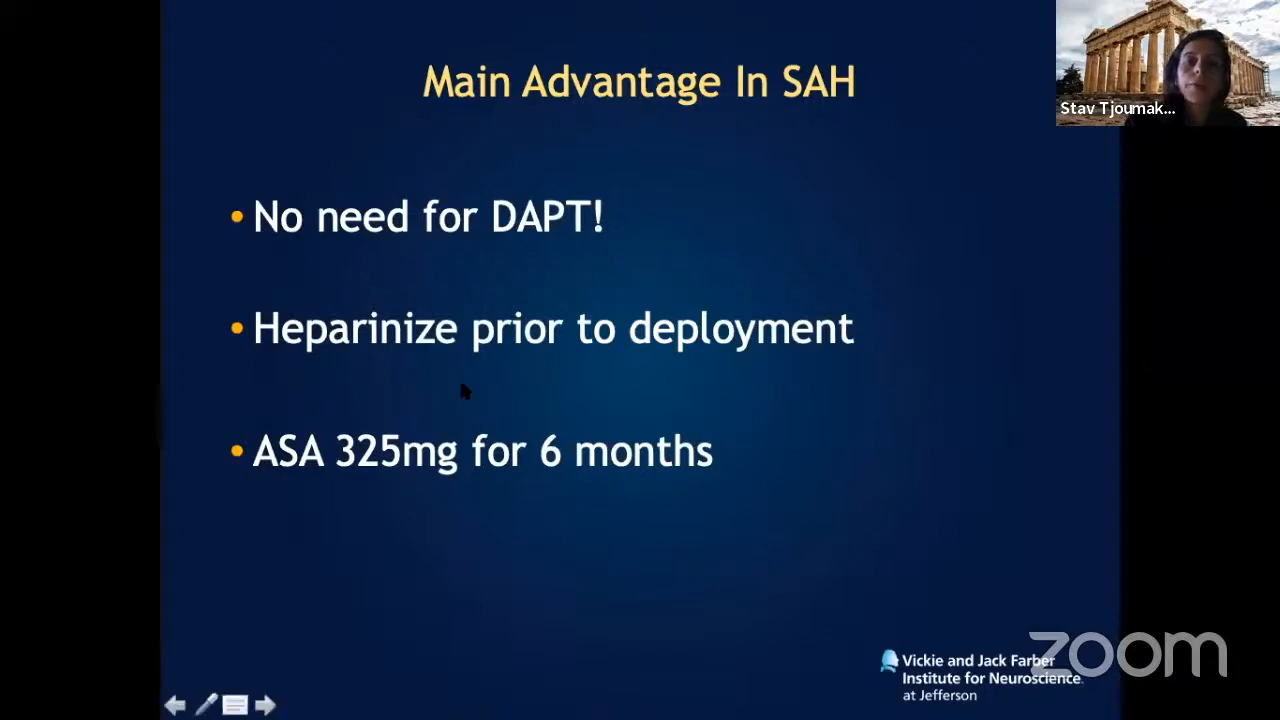 Main Advantage In SAH
Stav Tjoumak...
• No need for DAPT!
• Heparinize prior to deployment
• ASA 325mg for 6 months
Vickie and Jack Farber
Institute for Neuroscience
at Jefferson
zoom